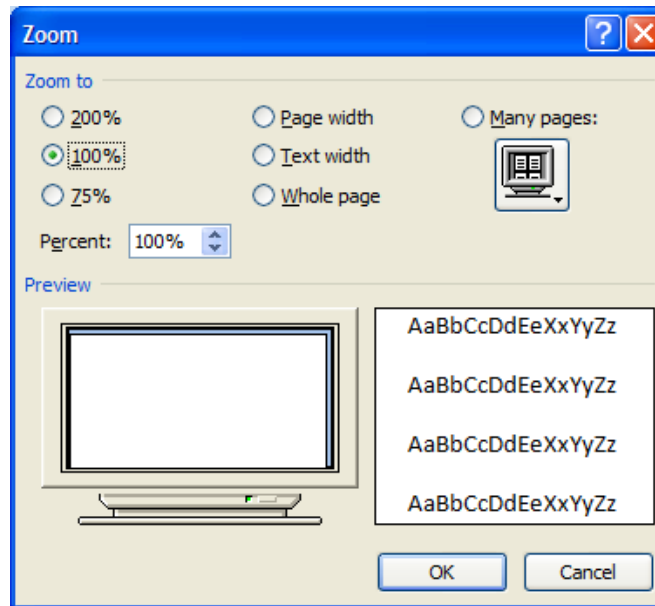 Zoom
Zoom to
200%
Page width
Many pages:
100%
Text width
75%
Whole page
Percent: 100%
Preview
AaBbCcDdEeXxYyZz
AaBbCcDdEeXxYyZz
AaBbCcDdEeXxYyZz
AaBbCcDdEeXxYyZz
OK
Cancel